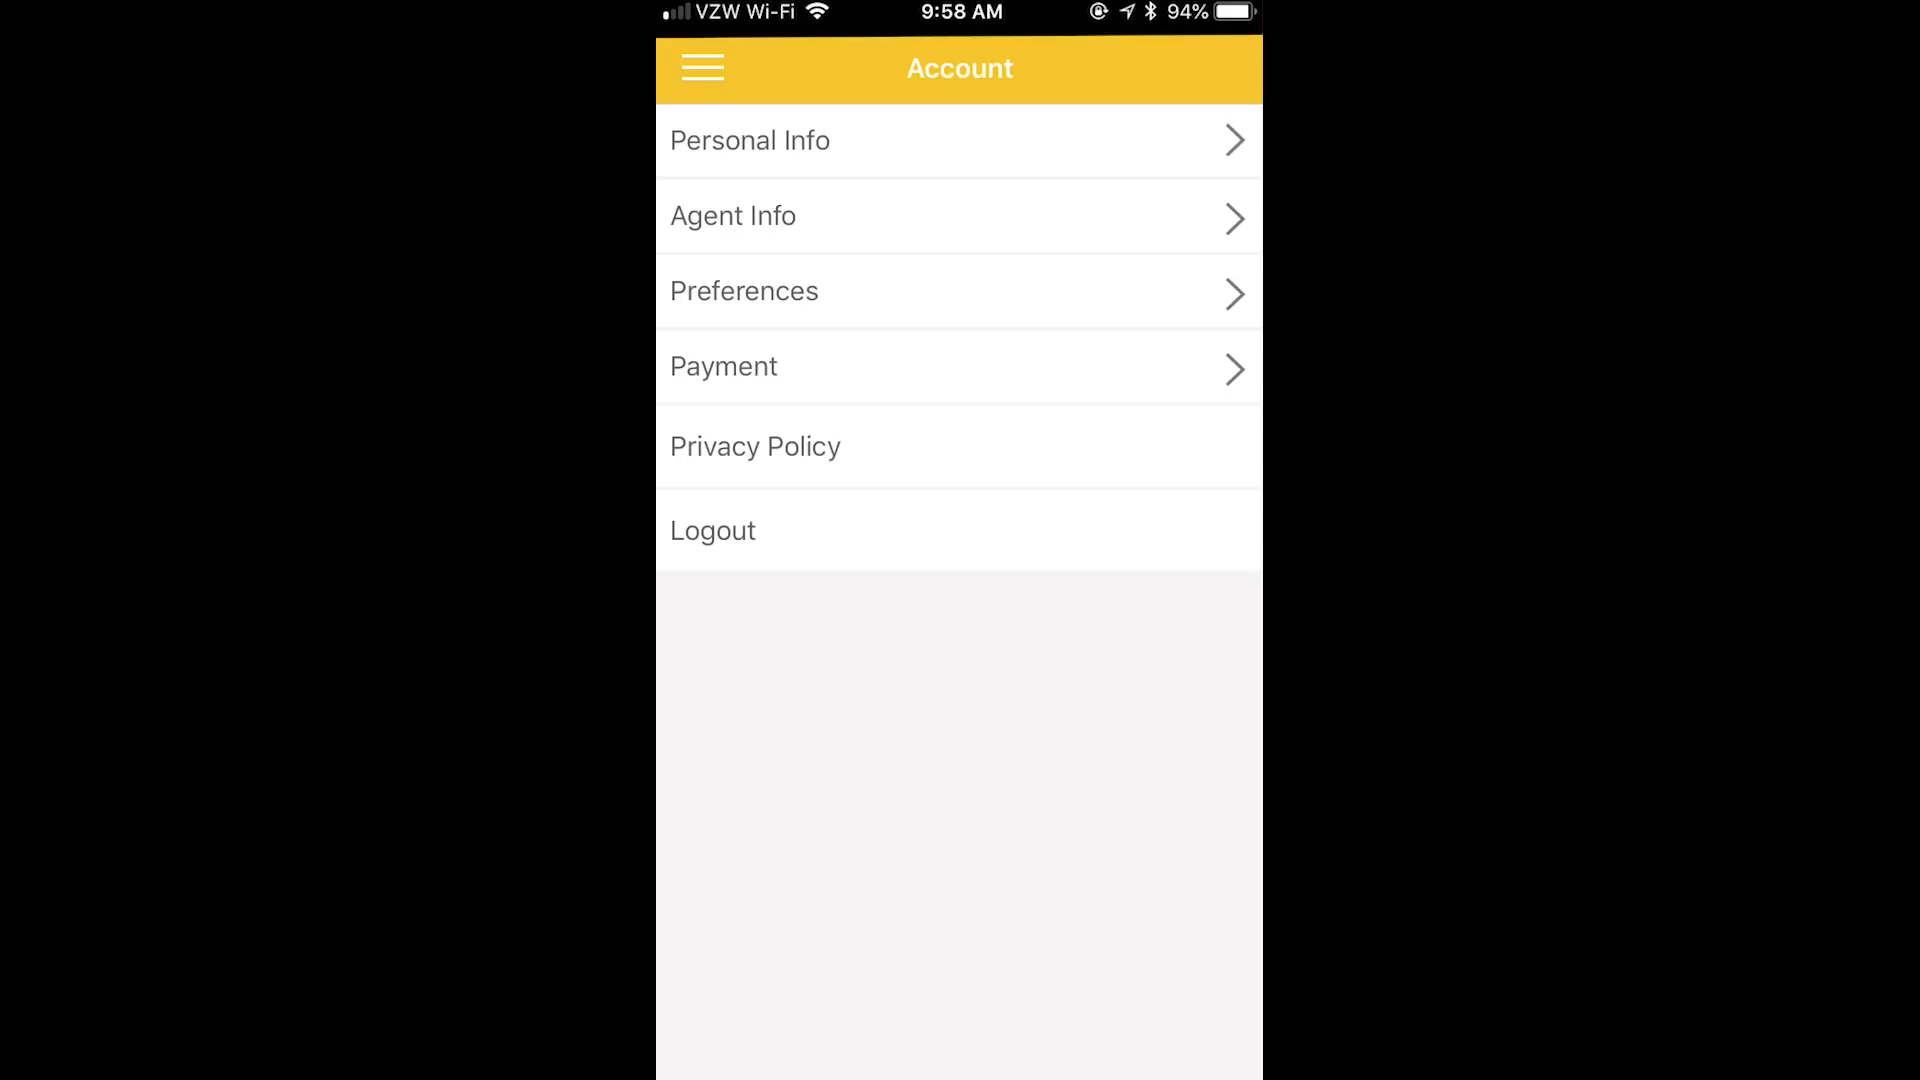 VZW Wi-Fi 9:58 AM 94%
Account
Personal Info
Agent Info
Preferences
Payment
Privacy Policy
Logout